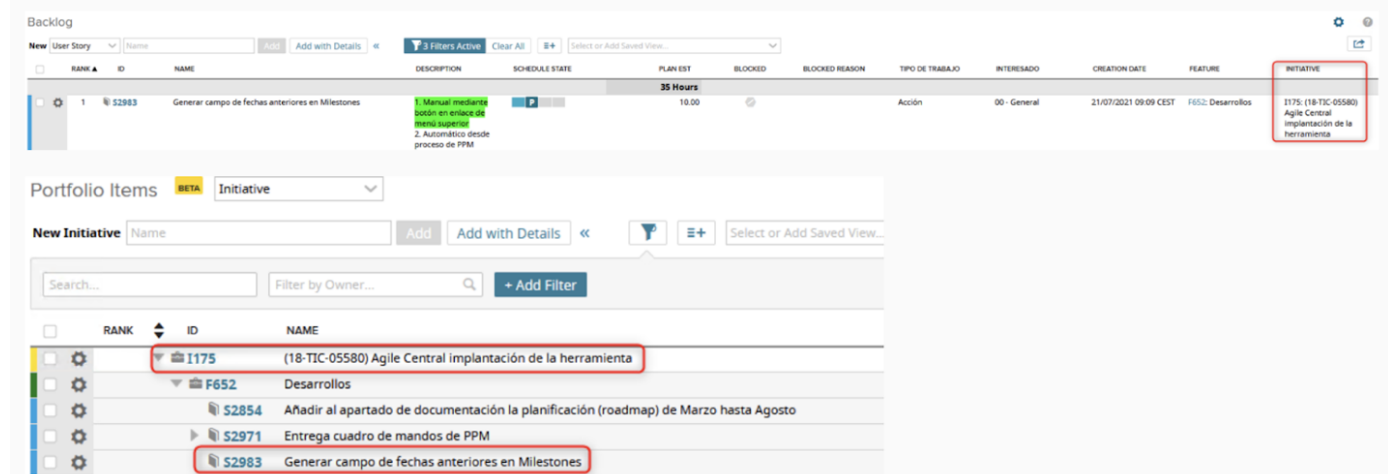 Backlog
New User Story Name Add Add with Details « 3 Filters Active Clear All Select or Add Saved View...
RANK ID NAME DESCRIPTION SCHEDULE STATE PLAN EST BLOCKED BLOCKED REASON TIPO DE TRABAJO INTERESADO CREATION DATE FEATURE INITIATIVE
35 Hours
1 S2983 Generar campo de fechas anteriores en Milestones 1. Manual mediante P 10.00 Acción 00 - General 21/07/2021 09:09 CEST F652: Desarrollos I175: (18-TIC-05580)
botón en enlace de Agile Central
menú superior implantación de la
2. Automático desde herramienta
proceso de PPM
Portfolio Items BETA Initiative
New Initiative Name Add Add with Details « Select or Add Saved View...
Search... Filter by Owner... + Add Filter
RANK ID NAME
I175 (18-TIC-05580) Agile Central implantación de la herramienta
F652 Desarrollos
S2854 Añadir al apartado de documentación la planificación (roadmap) de Marzo hasta Agosto
S2971 Entrega cuadro de mandos de PPM
S2983 Generar campo de fechas anteriores en Milestones